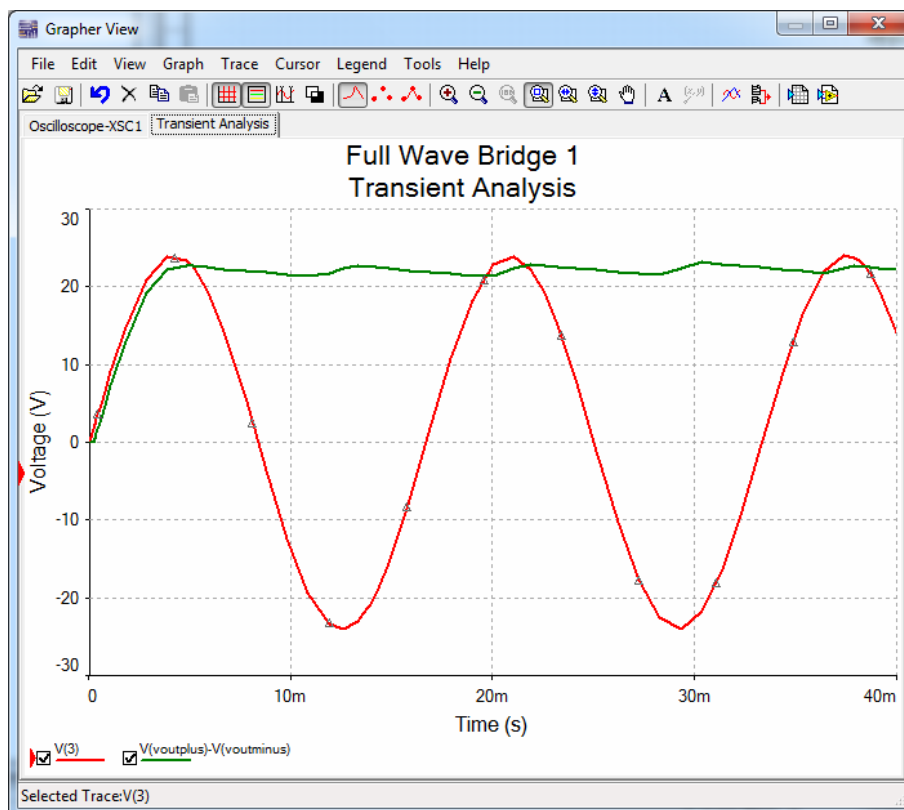 Grapher View
File Edit View Graph Trace Cursor Legend Tools Help
A (x,y)
Oscilloscope-XSC1 Transient Analysis
Full Wave Bridge 1
Transient Analysis
30
20
10
0
-10
-20
-30
Voltage (V)
0 10m 20m 30m 40m
Time (s)
V(3) V(voutplus)-V(voutminus)
Selected Trace:V(3)